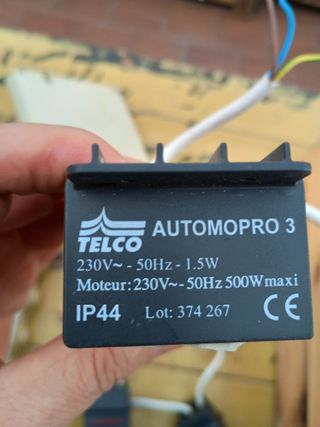 TELCO AUTOMOPRO 3
230V~ - 50Hz - 1.5W
Moteur: 230V~ - 50Hz 500W maxi
IP44 Lot: 374 267 CE